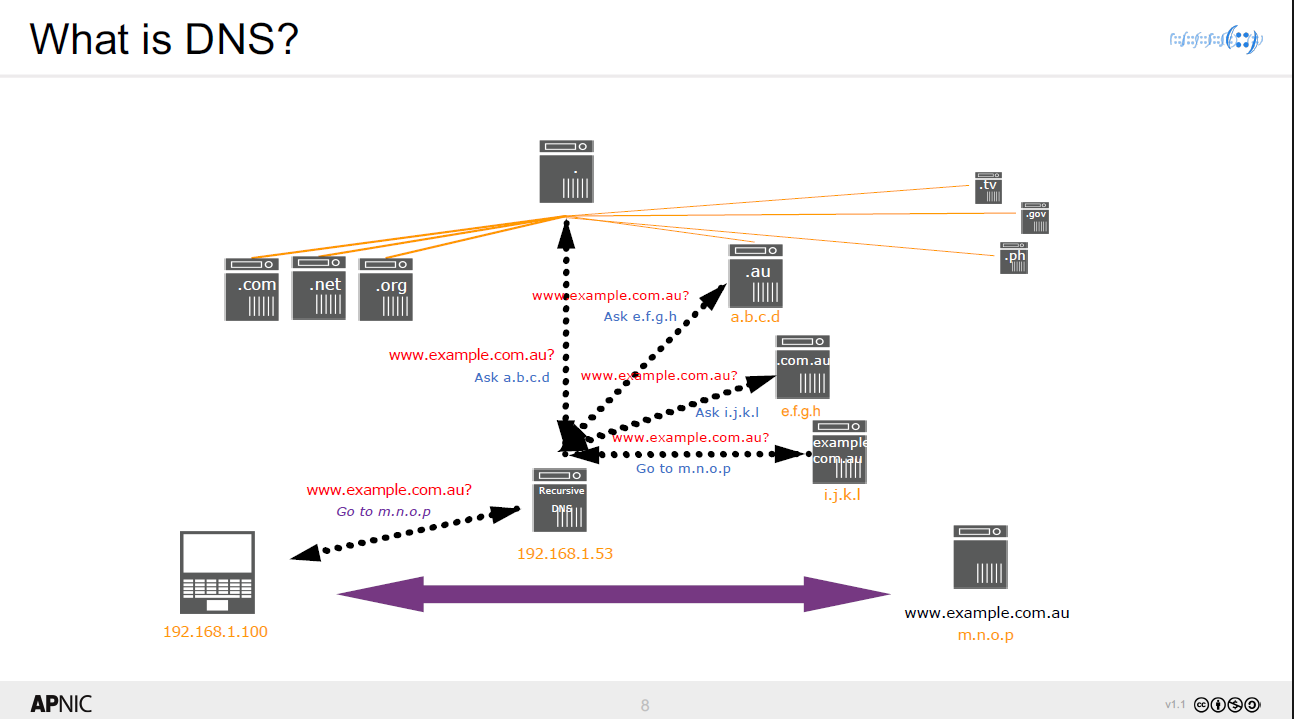 What is DNS?
.
.tv
.gov
.ph
.com
.net
.org
.au
a.b.c.d
www.example.com.au?
Ask e.f.g.h
www.example.com.au?
Ask a.b.c.d
.com.au
e.f.g.h
www.example.com.au?
Ask i.j.k.l
example
com.au
i.j.k.l
www.example.com.au?
Go to m.n.o.p
Recursive
DNS
192.168.1.53
www.example.com.au?
Go to m.n.o.p
192.168.1.100
www.example.com.au
m.n.o.p
APNIC
8
v1.1
cc